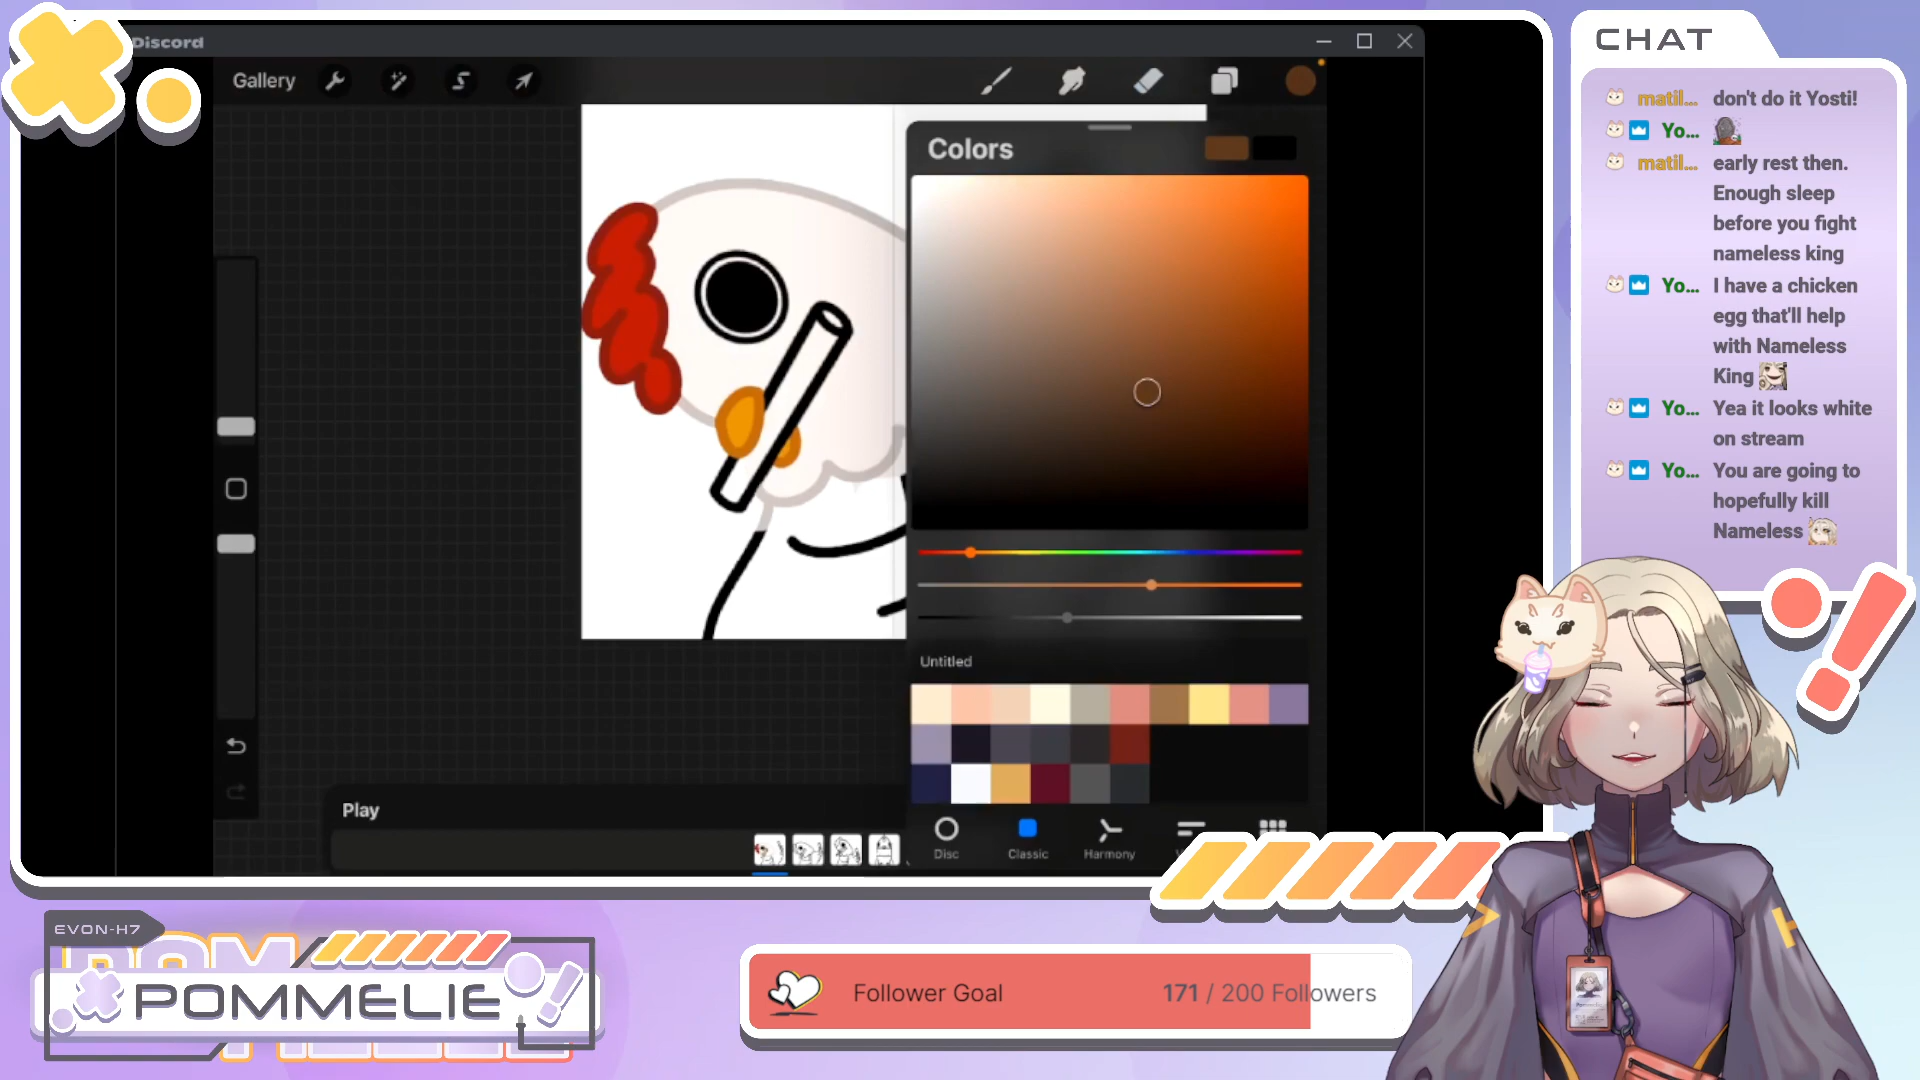 Discord
Gallery
Colors
Untitled
Play
Disc
Classic
Harmony
CHAT
matil... don't do it Yosti!
Yo...
matil... early rest then.
Enough sleep
before you fight
nameless king
Yo... I have a chicken
egg that'll help
with Nameless
King
Yo... Yea it looks white
on stream
Yo... You are going to
hopefully kill
Nameless
EVON-H7
POMMELIE
Follower Goal
171 / 200 Followers